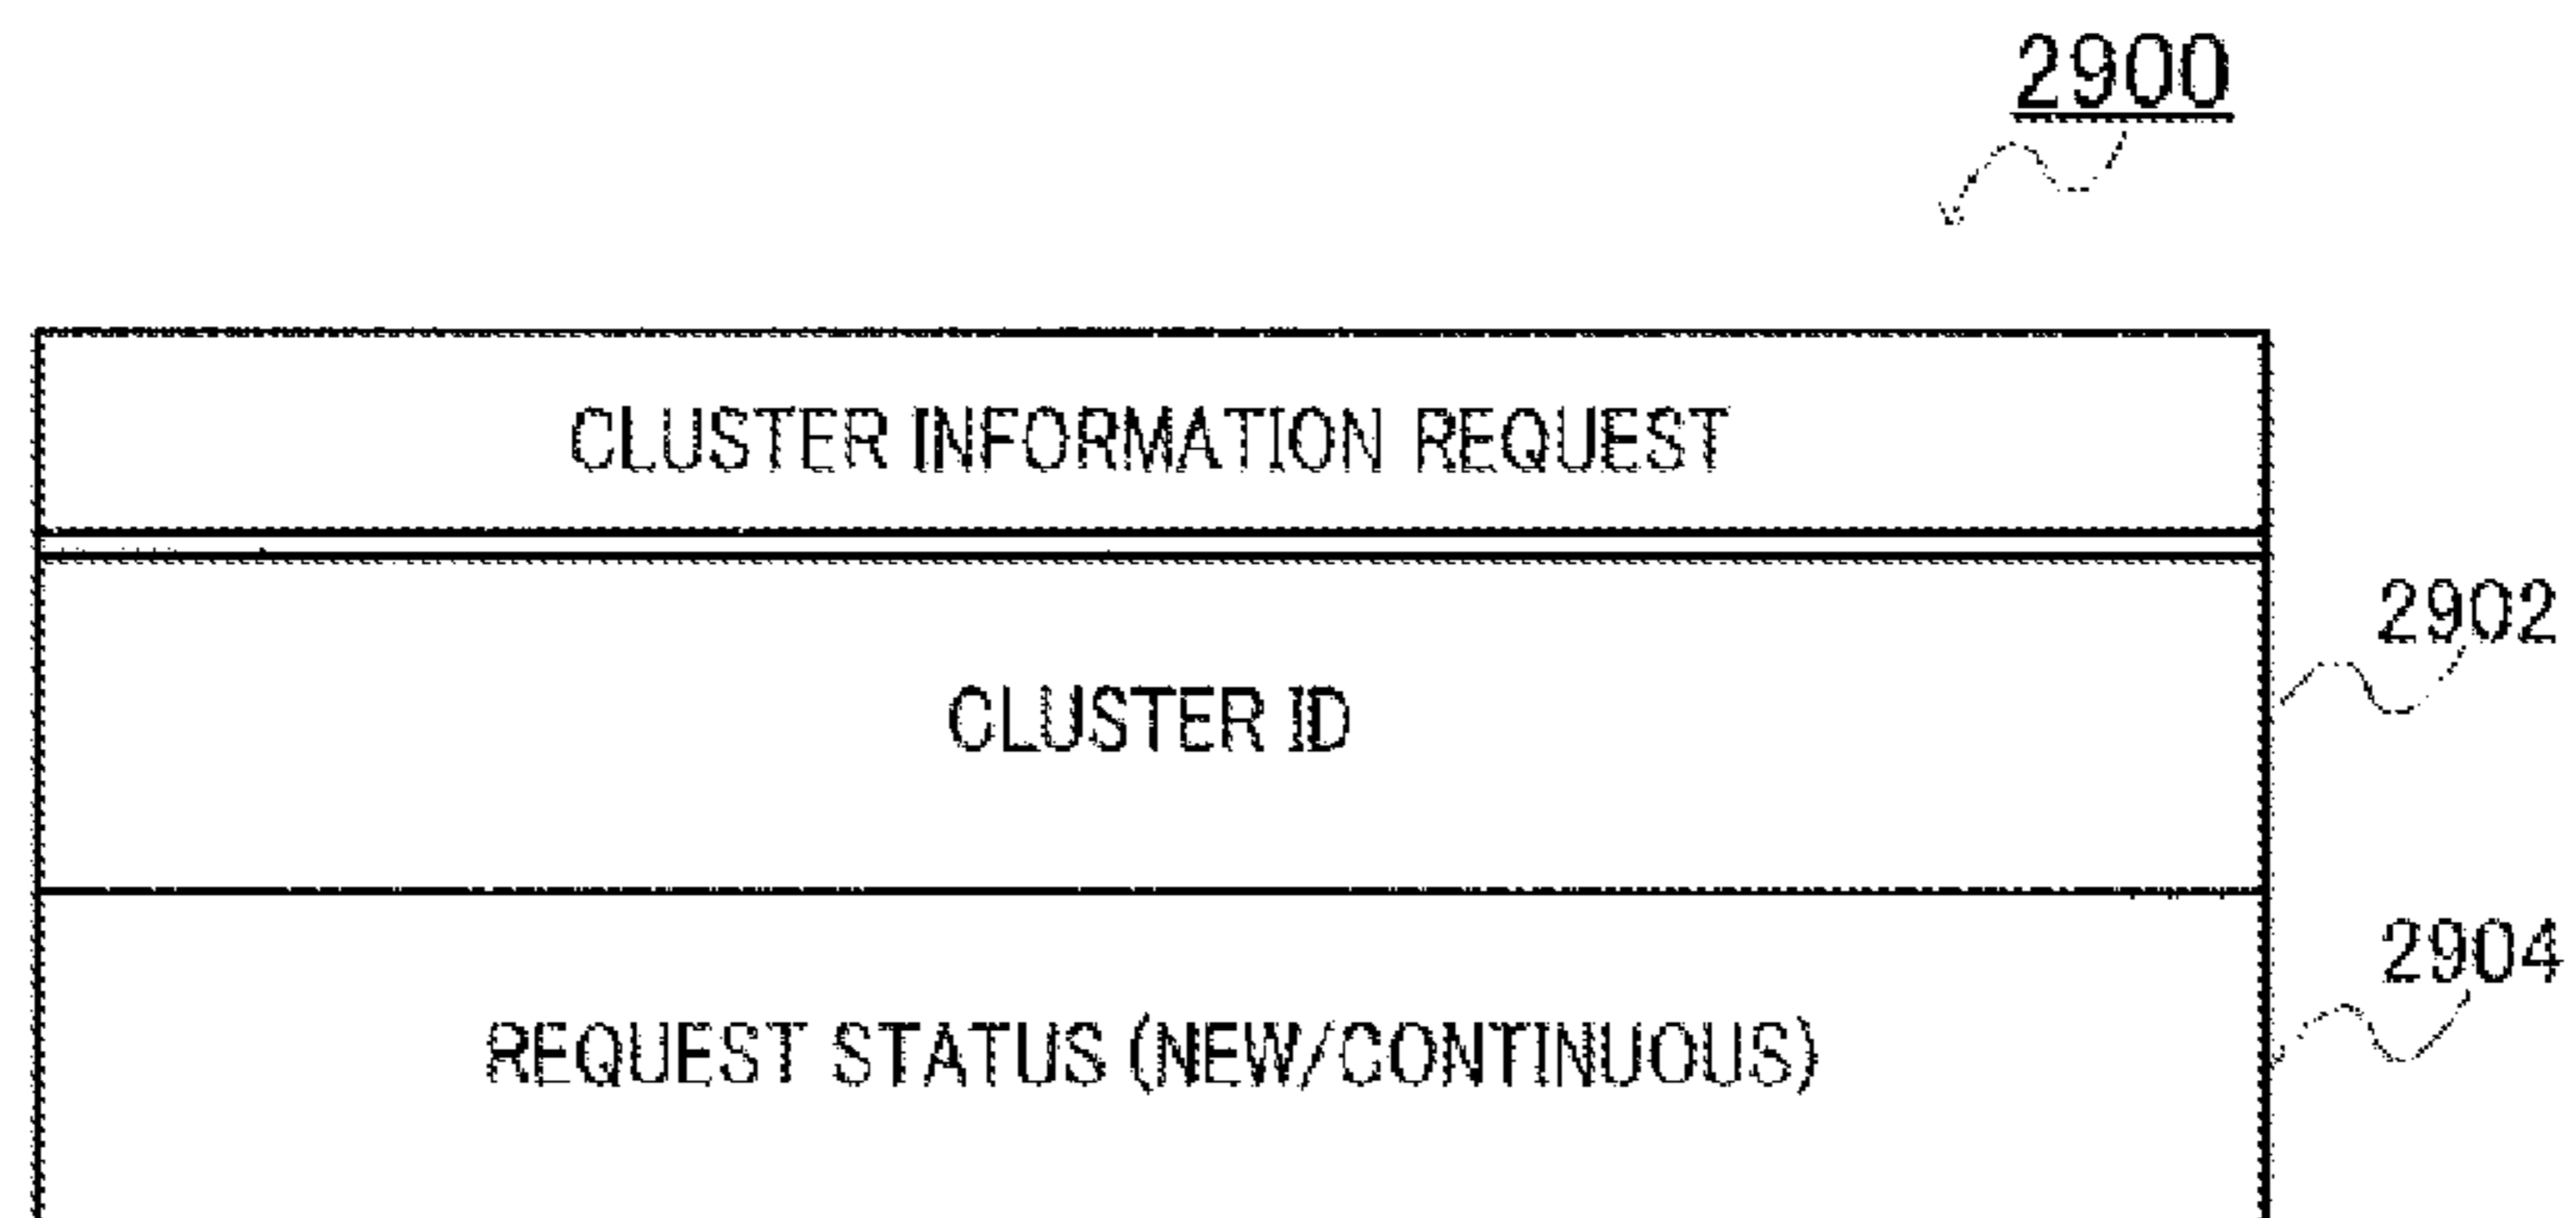 2900
CLUSTER INFORMATION REQUEST
CLUSTER ID
2902
REQUEST STATUS (NEW/CONTINUOUS)
2904